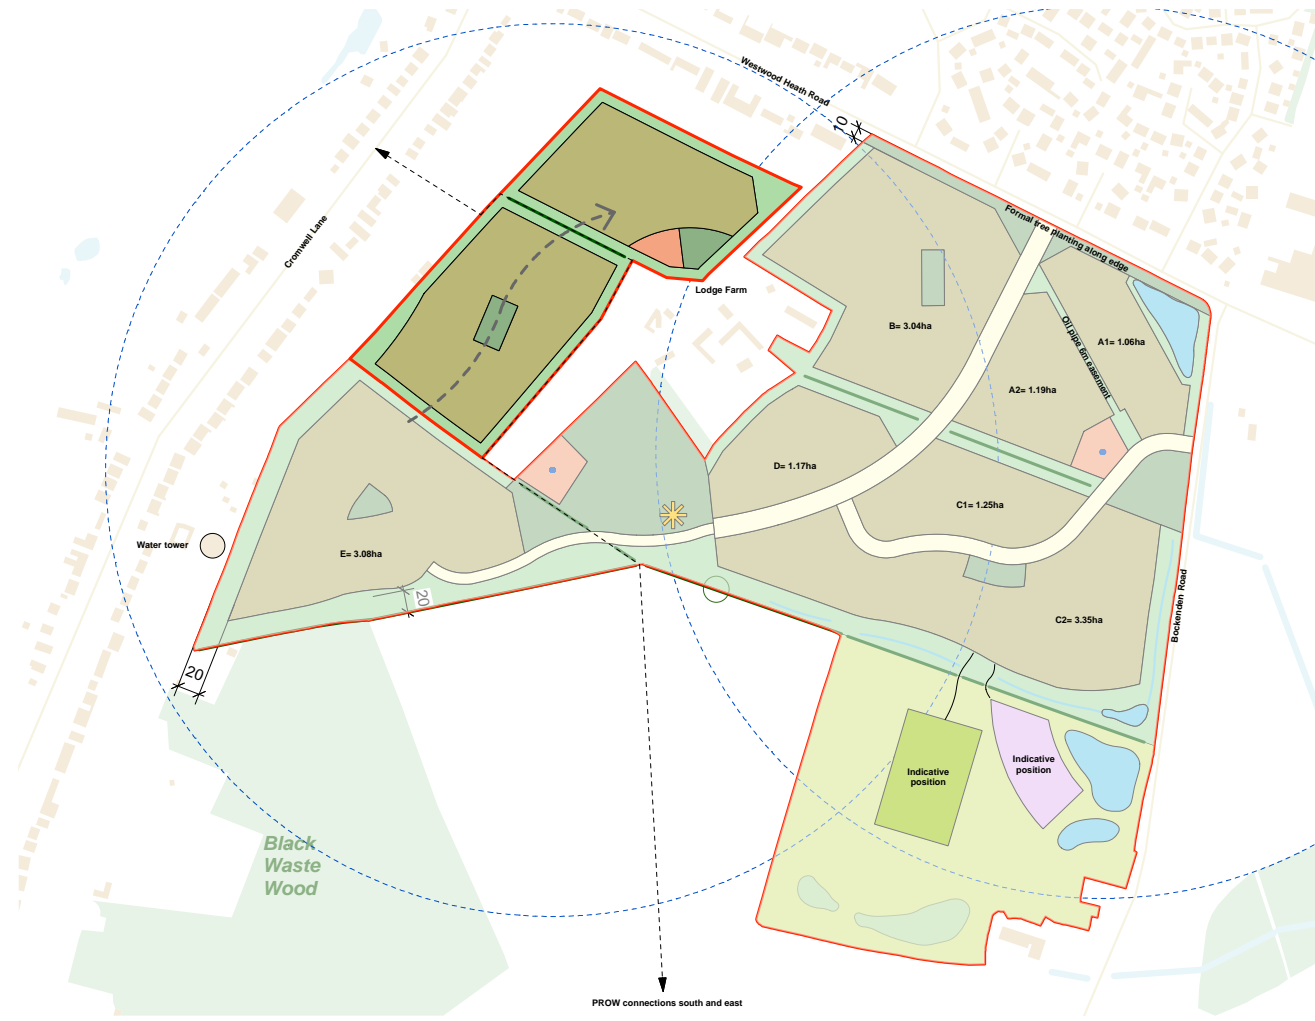 Westwood Heath Road
10
Cromwell Lane
Formal tree planting along edge
Lodge Farm
B= 3.04ha
Oil pipe 6m easement
A1= 1.06ha
A2= 1.19ha
D= 1.17ha
C1= 1.25ha
Water tower
E= 3.08ha
20
C2= 3.35ha
Bockenden Road
20
Indicative
position
Indicative
position
Black
Waste
Wood
PROW connections south and east